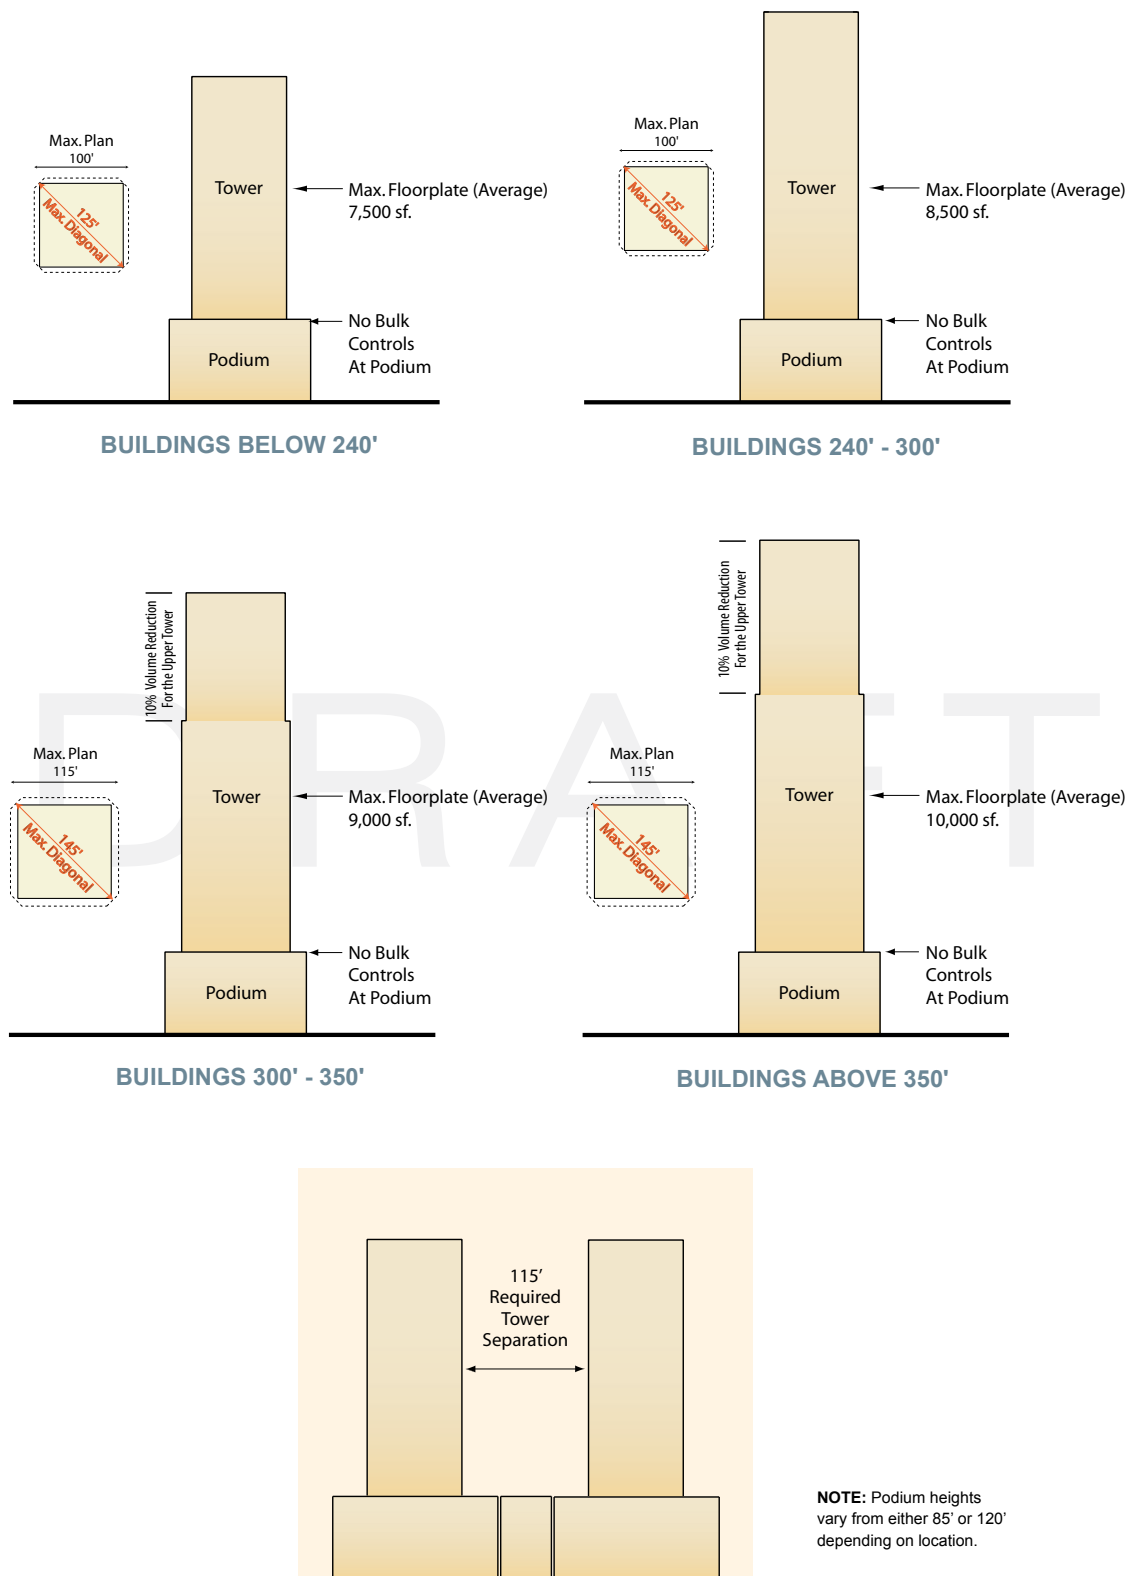 Max. Plan
100'
125'
Max. Diagonal
Tower
Max. Floorplate (Average)
7,500 sf.
No Bulk
Controls
At Podium
Podium
BUILDINGS BELOW 240'
Max. Plan
100'
125'
Max. Diagonal
Tower
Max. Floorplate (Average)
8,500 sf.
No Bulk
Controls
At Podium
Podium
BUILDINGS 240' - 300'
10% Volume Reduction
For the Upper Tower
Max. Plan
115'
145'
Max. Diagonal
Tower
Max. Floorplate (Average)
9,000 sf.
No Bulk
Controls
At Podium
Podium
BUILDINGS 300' - 350'
10% Volume Reduction
For the Upper Tower
Max. Plan
115'
145'
Max. Diagonal
Tower
Max. Floorplate (Average)
10,000 sf.
No Bulk
Controls
At Podium
Podium
BUILDINGS ABOVE 350'
DRAFT
115’
Required
Tower
Separation
NOTE: Podium heights
vary from either 85’ or 120’
depending on location.